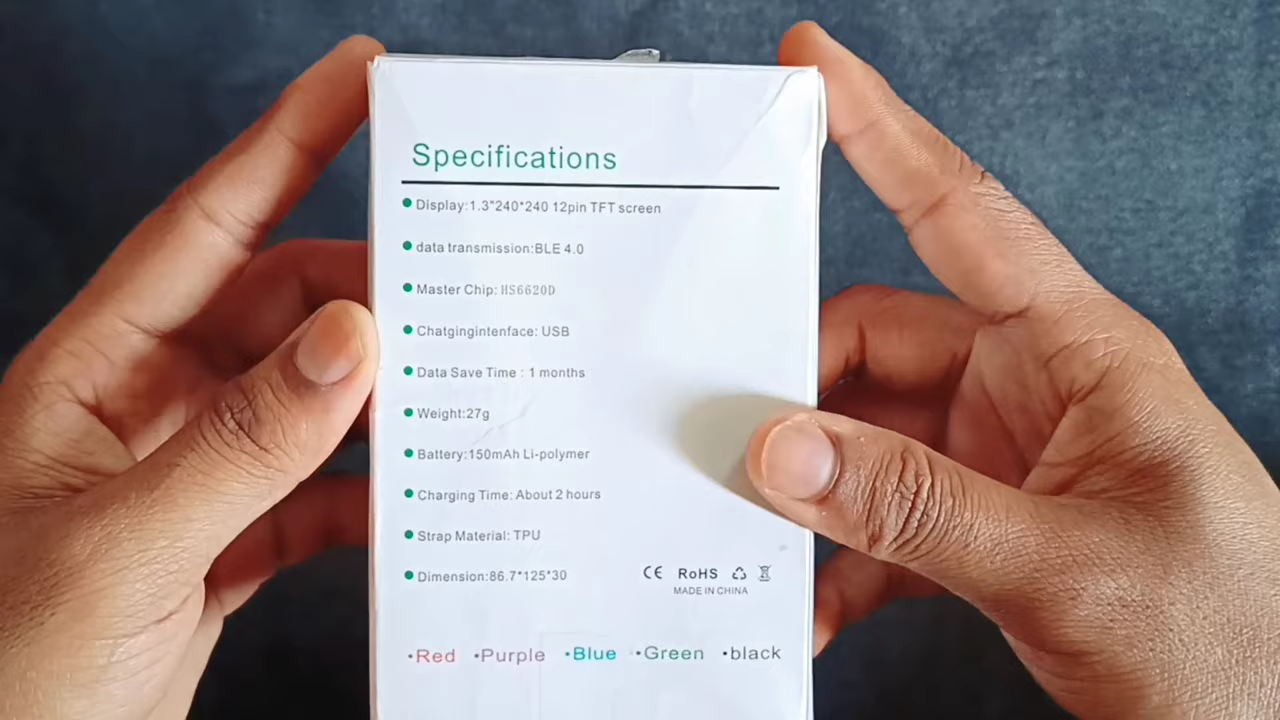 Specifications
Display:1.3"240*240 12pin TFT screen
data transmission:BLE 4.0
Master Chip: HS6620D
Chatgingintenface: USB
Data Save Time : 1 months
Weight:27g
Battery:150mAh Li-polymer
Charging Time: About 2 hours
Strap Material: TPU
Dimension:86.7*125*30
CE RoHS
MADE IN CHINA
•Red •Purple •Blue •Green •black